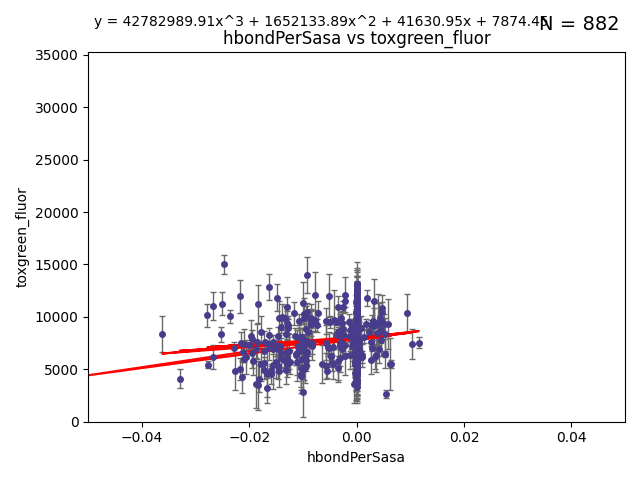 y = 42782989.91x^3 + 1652133.89x^2 + 41630.95x + 7874.45
N = 882
hbondPerSasa vs toxgreen_fluor
35000
30000
25000
20000
15000
10000
5000
0
toxgreen_fluor
−0.04
−0.02
0.00
0.02
0.04
hbondPerSasa